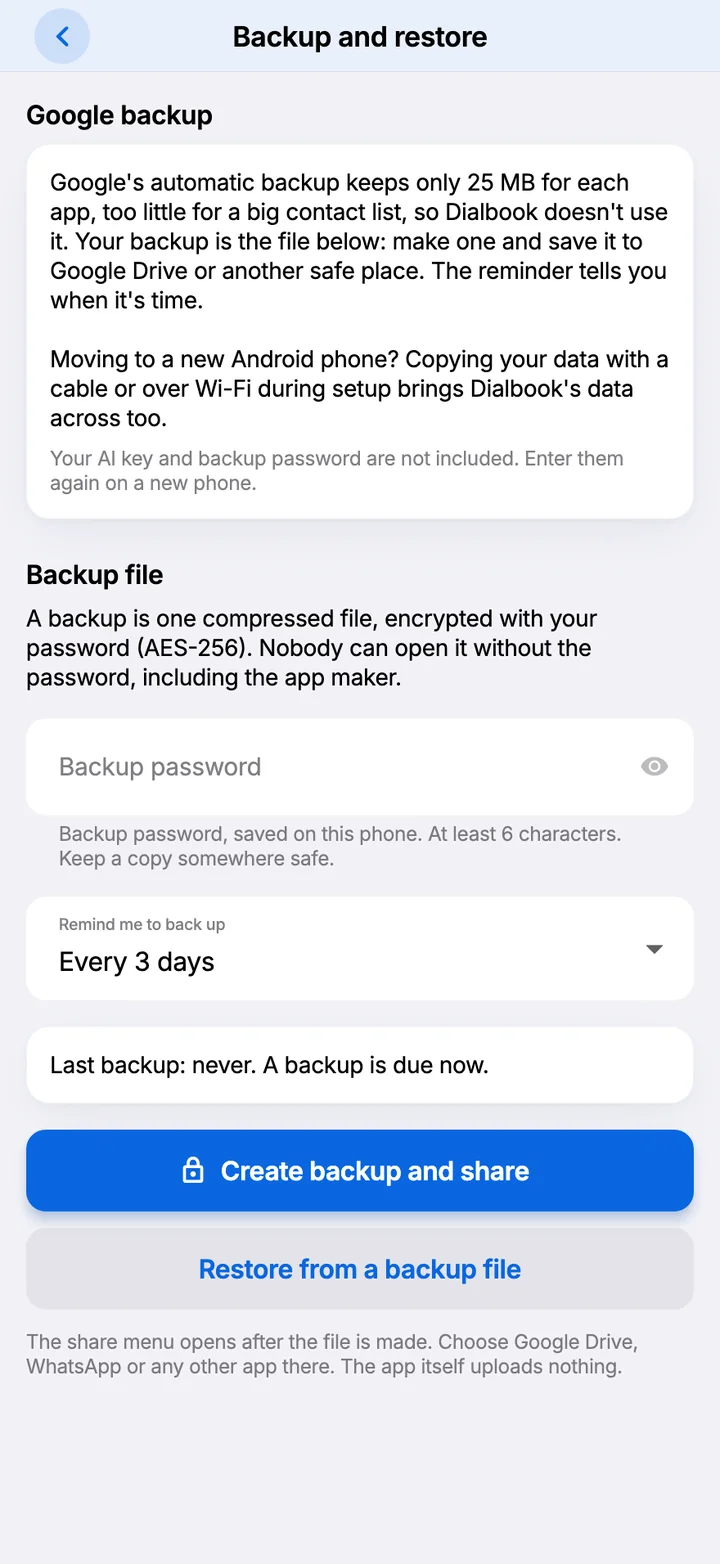 Backup and restore
Google backup
Google's automatic backup keeps only 25 MB for each
app, too little for a big contact list, so Dialbook doesn't use
it. Your backup is the file below: make one and save it to
Google Drive or another safe place. The reminder tells you
when it's time.
Moving to a new Android phone? Copying your data with a
cable or over Wi-Fi during setup brings Dialbook's data
across too.
Your AI key and backup password are not included. Enter them
again on a new phone.
Backup file
A backup is one compressed file, encrypted with your
password (AES-256). Nobody can open it without the
password, including the app maker.
Backup password
Backup password, saved on this phone. At least 6 characters.
Keep a copy somewhere safe.
Remind me to back up
Every 3 days
Last backup: never. A backup is due now.
Create backup and share
Restore from a backup file
The share menu opens after the file is made. Choose Google Drive,
WhatsApp or any other app there. The app itself uploads nothing.